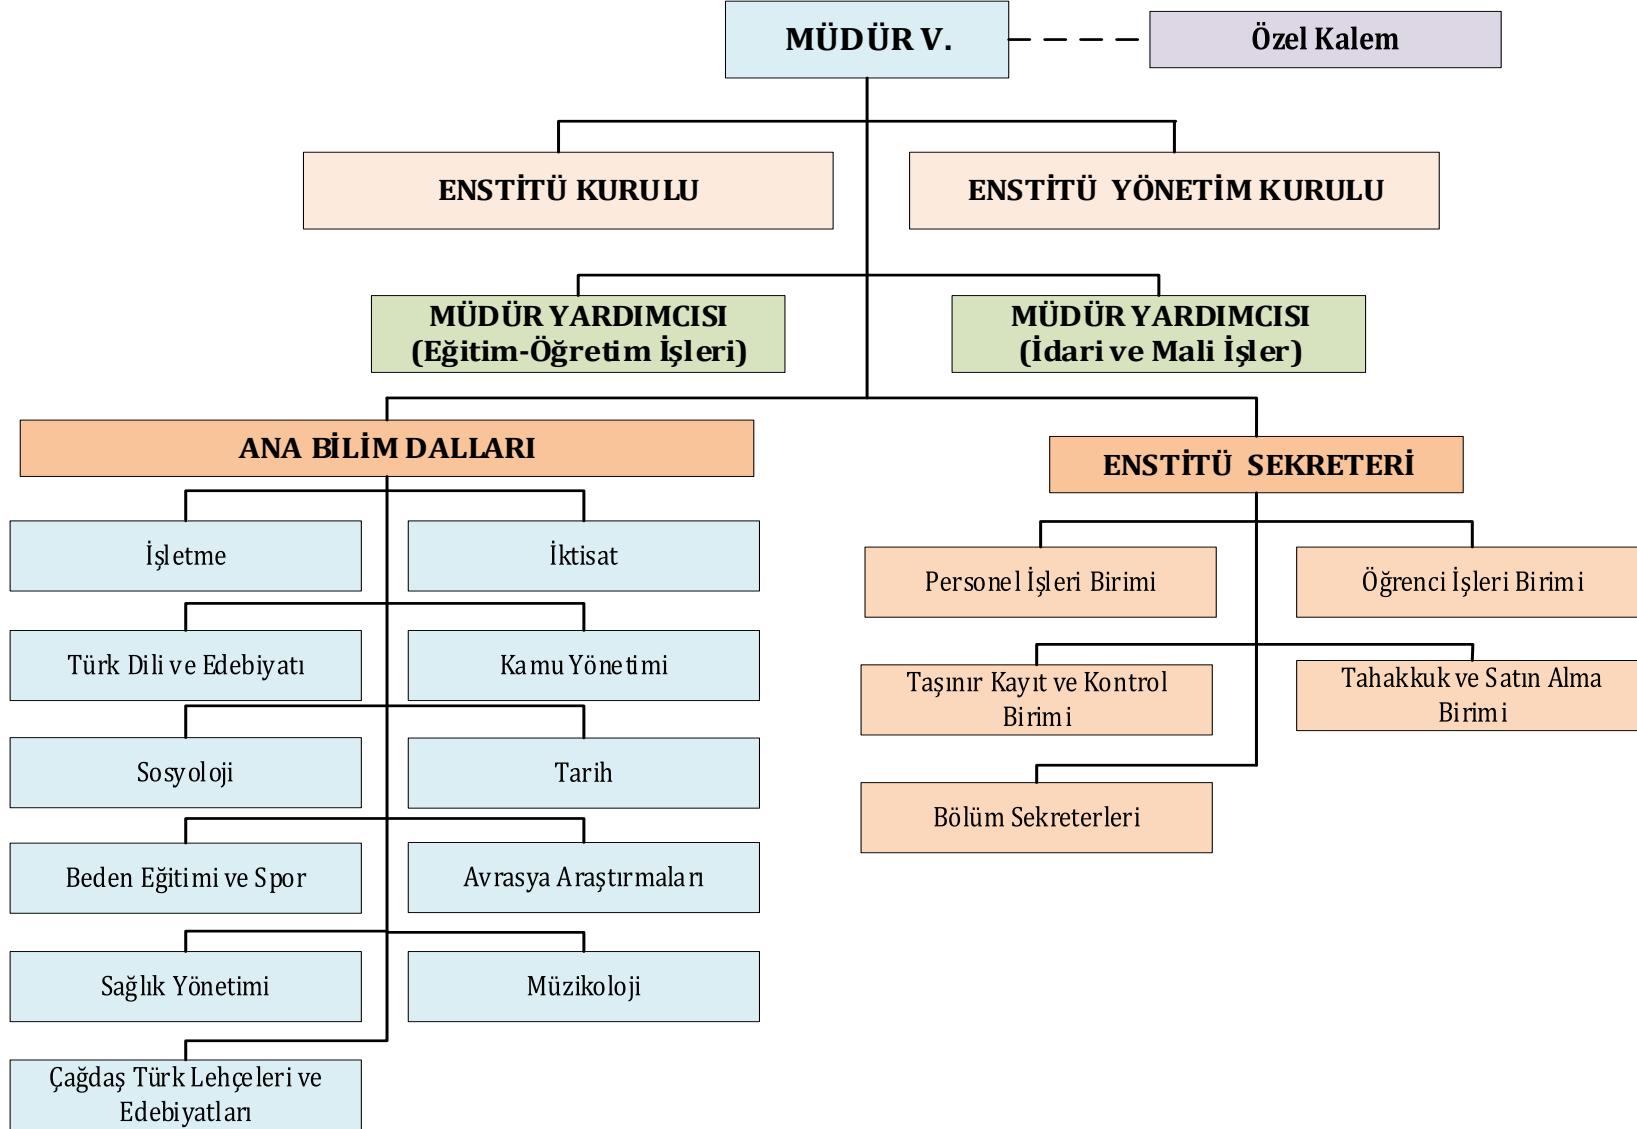 MÜDÜR V.
Özel Kalem
ENSTİTÜ KURULU
ENSTİTÜ YÖNETİM KURULU
MÜDÜR YARDIMCISI
(Eğitim-Öğretim İşleri)
MÜDÜR YARDIMCISI
(İdari ve Mali İşler)
ANA BİLİM DALLARI
ENSTİTÜ SEKRETERİ
İşletme
İktisat
Türk Dili ve Edebiyatı
Kamu Yönetimi
Sosyoloji
Tarih
Beden Eğitimi ve Spor
Avrasya Araştırmaları
Sağlık Yönetimi
Müzikoloji
Çağdaş Türk Lehçeleri ve
Edebiyatları
Personel İşleri Birimi
Öğrenci İşleri Birimi
Taşınır Kayıt ve Kontrol
Birimi
Tahakkuk ve Satın Alma
Birimi
Bölüm Sekreterleri